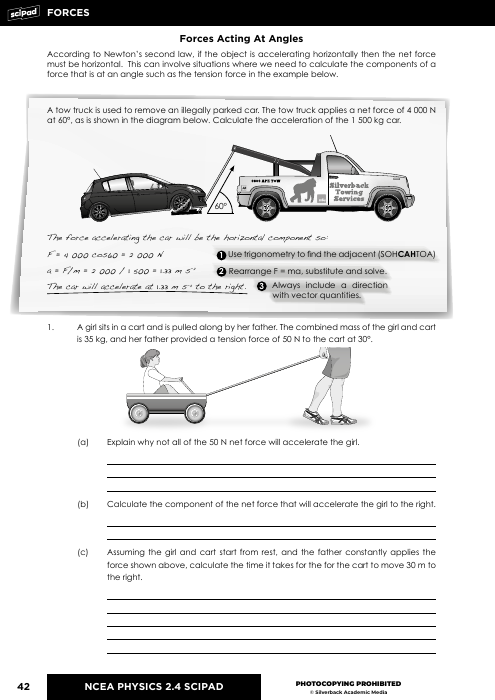 scipad FORCES
Forces Acting At Angles
According to Newton's second law, if the object is accelerating horizontally then the net force
must be horizontal. This can involve situations where we need to calculate the components of a
force that is at an angle such as the tension force in the example below.
A tow truck is used to remove an illegally parked car. The tow truck applies a net force of 4 000 N
at 60°, as is shown in the diagram below. Calculate the acceleration of the 1 500 kg car.
60°
Silverback
Towing
Services
The force accelerating the car will be the horizontal component so:
F = 4 000 cos60 = 2 000 N
1 Use trigonometry to find the adjacent (SOHCAHTOA)
a = F/m = 2 000 / 1 500 = 1.33 m s⁻²
2 Rearrange F = ma, substitute and solve.
The car will accelerate at 1.33 m s⁻² to the right.
3 Always include a direction
with vector quantities.
1. A girl sits in a cart and is pulled along by her father. The combined mass of the girl and cart
is 35 kg, and her father provided a tension force of 50 N to the cart at 30°.
(a) Explain why not all of the 50 N net force will accelerate the girl.
(b) Calculate the component of the net force that will accelerate the girl to the right.
(c) Assuming the girl and cart start from rest, and the father constantly applies the
force shown above, calculate the time it takes for the for the cart to move 30 m to
the right.
42 NCEA PHYSICS 2.4 SCIPAD
PHOTOCOPYING PROHIBITED
© Silverback Academic Media